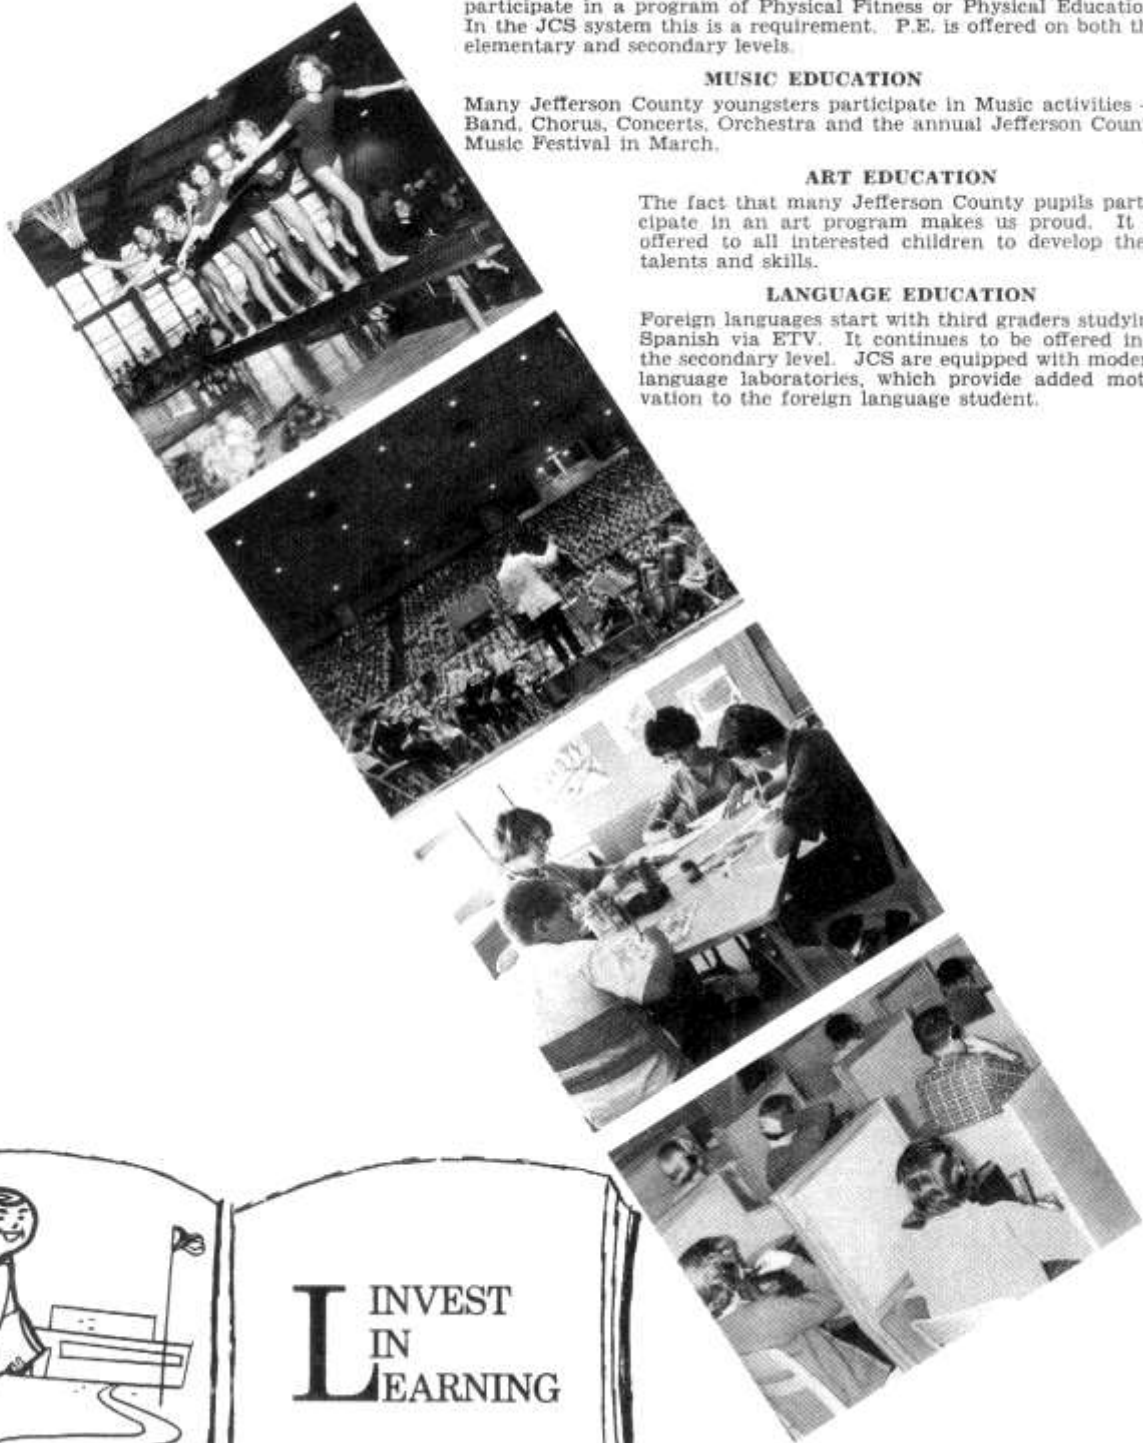 participate in a program of Physical Fitness or Physical Educatio
In the JCS system this is a requirement. P.E. is offered on both t
elementary and secondary levels.
MUSIC EDUCATION
Many Jefferson County youngsters participate in Music activities -
Band, Chorus, Concerts, Orchestra and the annual Jefferson Coun
Music Festival in March.
ART EDUCATION
The fact that many Jefferson County pupils part
cipate in an art program makes us proud. It
offered to all interested children to develop the
talents and skills.
LANGUAGE EDUCATION
Foreign languages start with third graders studyi
Spanish via ETV. It continues to be offered in
the secondary level. JCS are equipped with moder
language laboratories, which provide added mot
vation to the foreign language student.
INVEST
IN
LEARNING